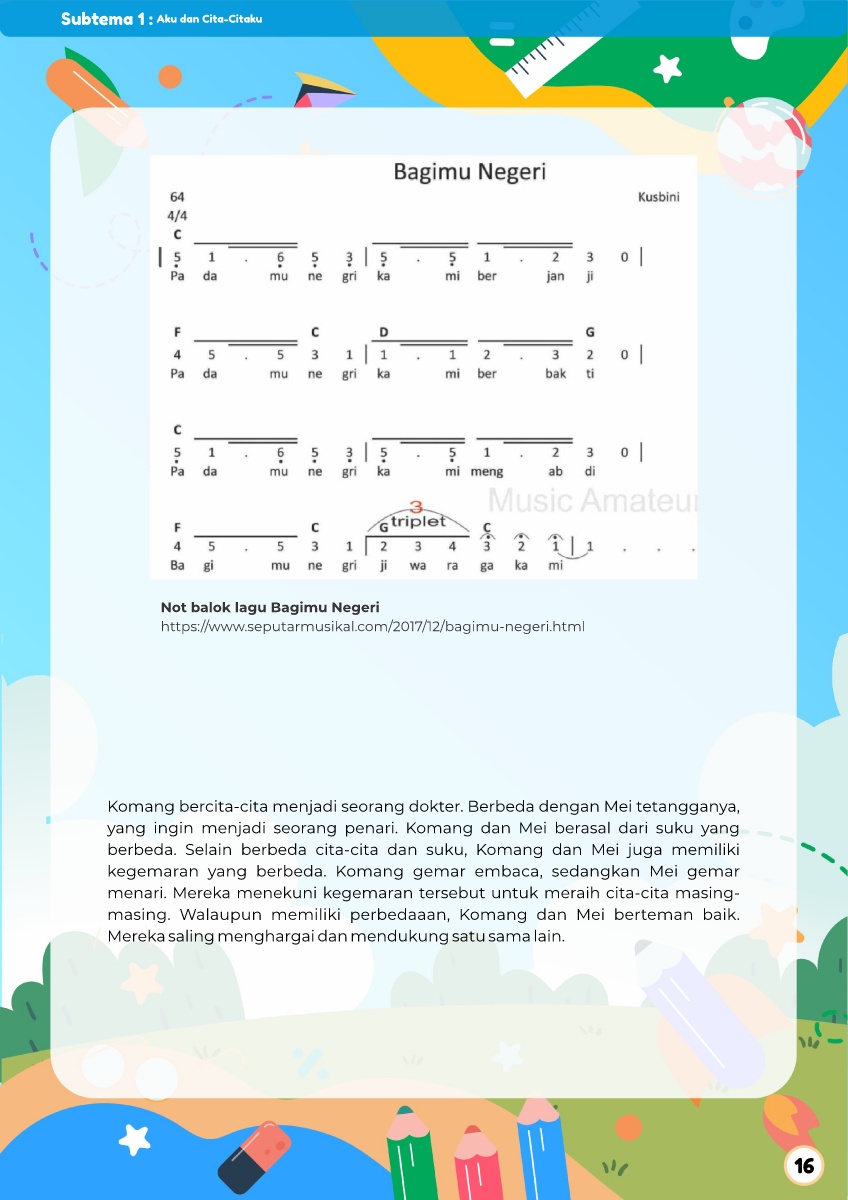 Subtema 1 : Aku dan Cita-Citaku
Bagimu Negeri
64
Kusbini
4/4
C
5 1 . 6 5 3 | 5 . 5 1 . 2 3 0 |
Pa da mu ne gri ka mi ber jan ji
F C D G
4 5 . 5 3 1 | 1 . 1 2 . 3 2 0 |
Pa da mu ne gri ka mi ber bak ti
C
5 1 . 6 5 3 | 5 . 5 1 . 2 3 0 |
Pa da mu ne gri ka mi meng ab di
Music Amateur
3
F C G triplet C
4 5 . 5 3 1 | 2 3 4 3 2 1 | 1 . . .
Ba gi mu ne gri ji wa ra ga ka mi
Not balok lagu Bagimu Negeri
https://www.seputarmusikal.com/2017/12/bagimu-negeri.html
Komang bercita-cita menjadi seorang dokter. Berbeda dengan Mei tetangganya,
yang ingin menjadi seorang penari. Komang dan Mei berasal dari suku yang
berbeda. Selain berbeda cita-cita dan suku, Komang dan Mei juga memiliki
kegemaran yang berbeda. Komang gemar embaca, sedangkan Mei gemar
menari. Mereka menekuni kegemaran tersebut untuk meraih cita-cita masing-
masing. Walaupun memiliki perbedaaan, Komang dan Mei berteman baik.
Mereka saling menghargai dan mendukung satu sama lain.
16